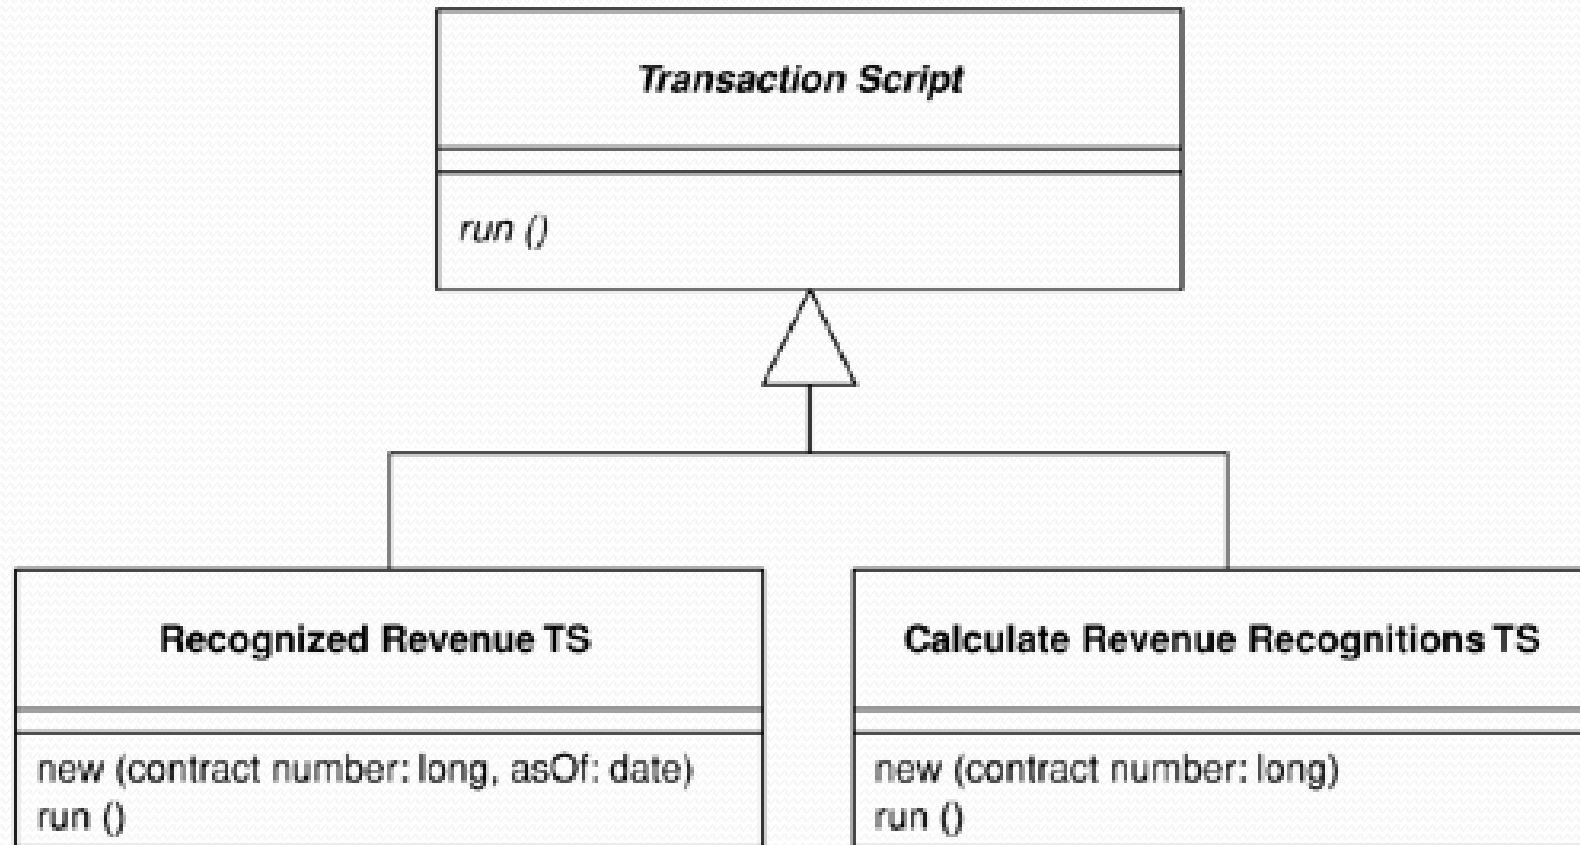 Transaction Script
run ()
Recognized Revenue TS
new (contract number: long, asOf: date)
run ()
Calculate Revenue Recognitions TS
new (contract number: long)
run ()